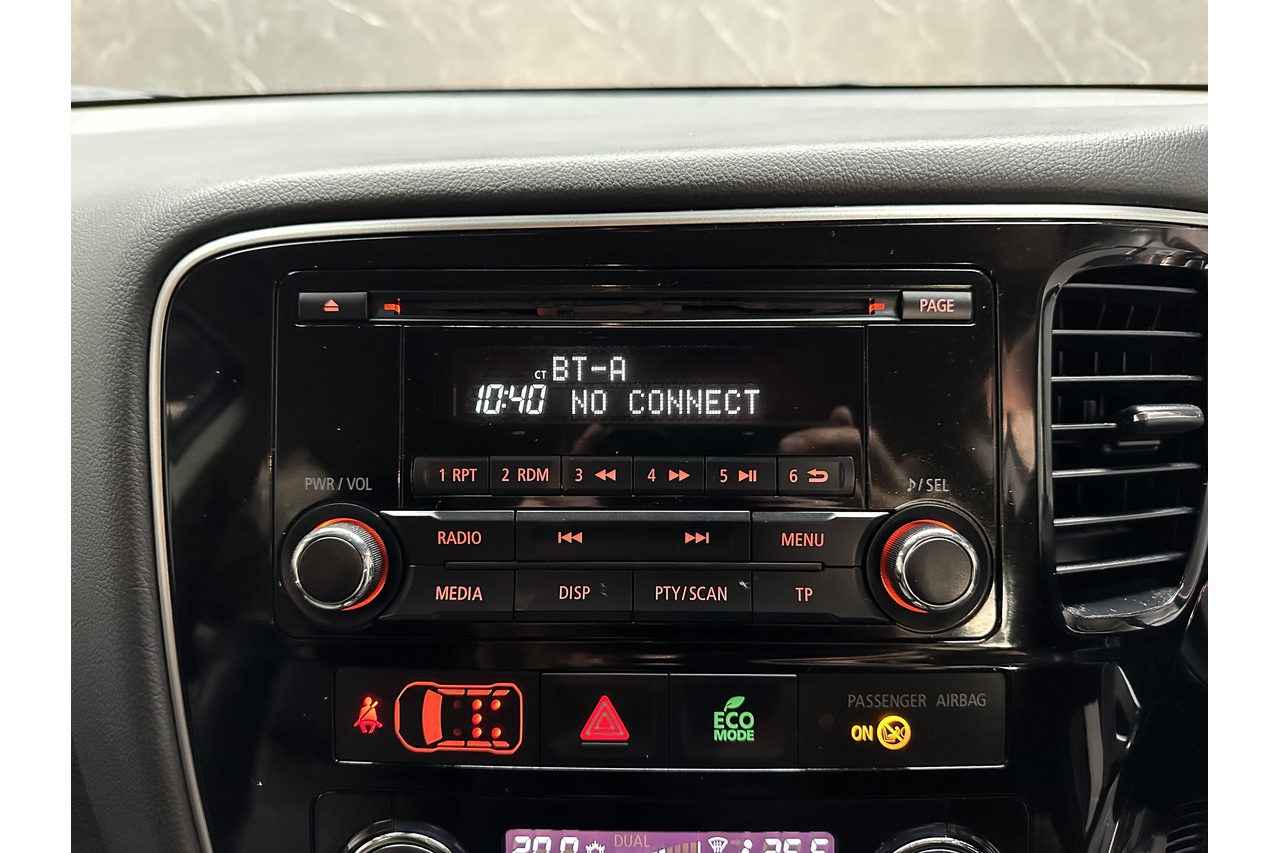 PAGE
CT BT-A
10:40 NO CONNECT
1 RPT 2 RDM 3 4 5 6
PWR / VOL
/SEL
RADIO MENU
MEDIA DISP PTY/SCAN TP
PASSENGER AIRBAG
ECO
MODE
ON
DUAL